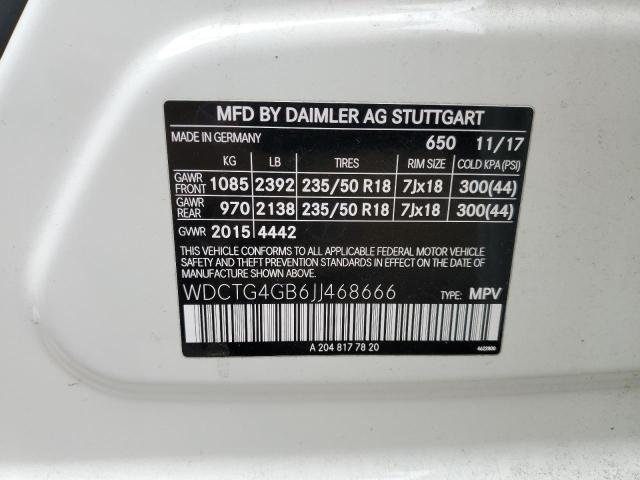 MFD BY DAIMLER AG STUTTGART
MADE IN GERMANY 650 11/17
KG LB TIRES RIM SIZE COLD KPA(PSI)
GAWR FRONT 1085 2392 235/50 R18 7Jx18 300(44)
GAWR REAR 970 2138 235/50 R18 7Jx18 300(44)
GVWR 2015 4442
THIS VEHICLE CONFORMS TO ALL APPLICABLE FEDERAL MOTOR VEHICLE
SAFETY AND THEFT PREVENTION STANDARDS IN EFFECT ON THE DATE
OF MANUFACTURE SHOWN ABOVE.
WDCTG4GB6JJ468666 TYPE: MPV
A 204 817 78 20